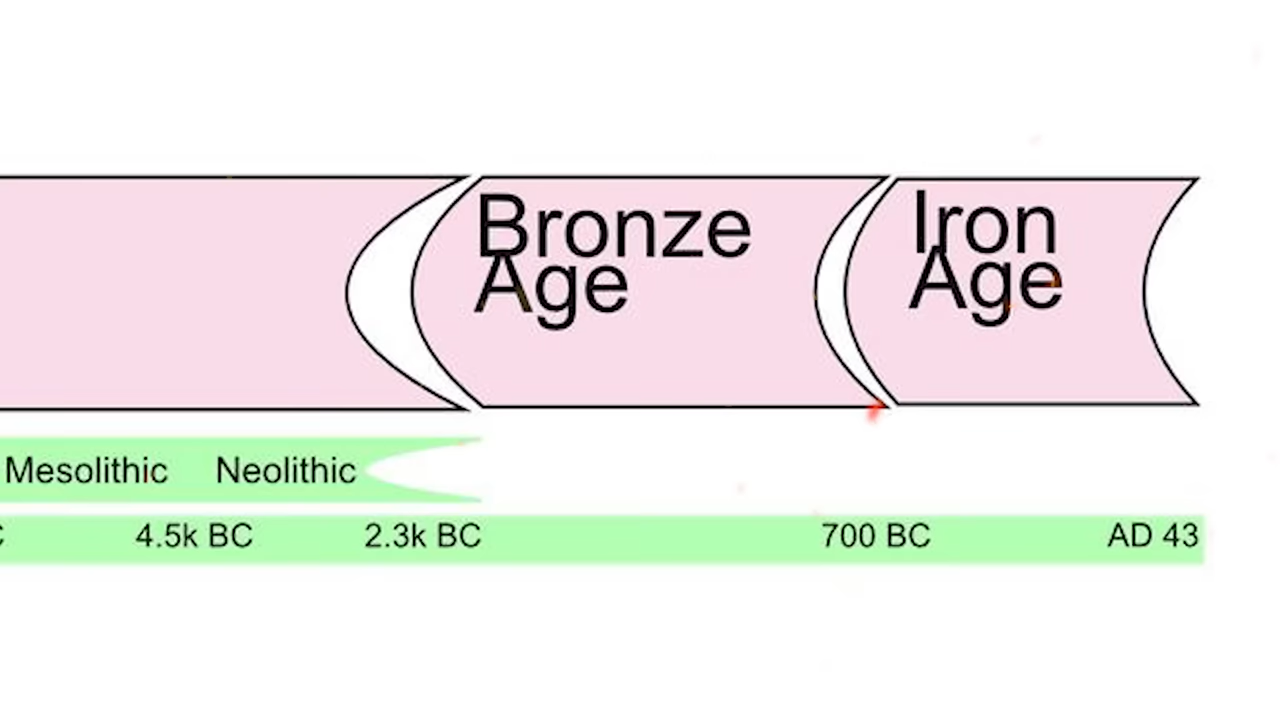 Bronze
Age
Iron
Age
Mesolithic Neolithic
4.5k BC 2.3k BC 700 BC AD 43